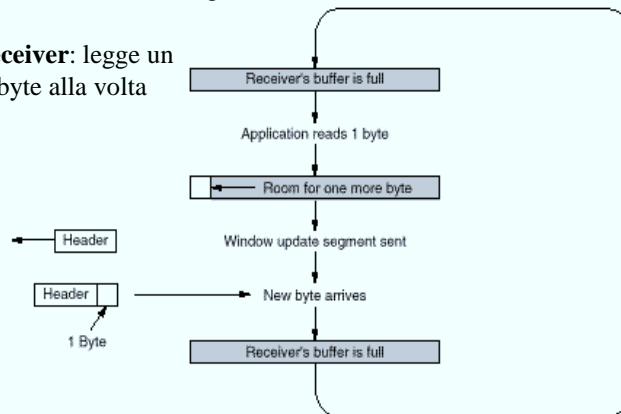 ceiver: legge un
byte alla volta
Receiver's buffer is full
Application reads 1 byte
Room for one more byte
Window update segment sent
Header
Header
New byte arrives
1 Byte
Receiver's buffer is full